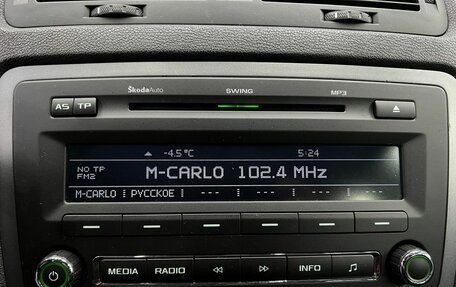 ŠkodaAuto SWING MP3
AS TP
-4.5 °C 5:24
NO TP
FM2
M-CARLO 102.4 MHz
M-CARLO | РУССКОЕ | --- | --- | --- | ---
MEDIA RADIO INFO